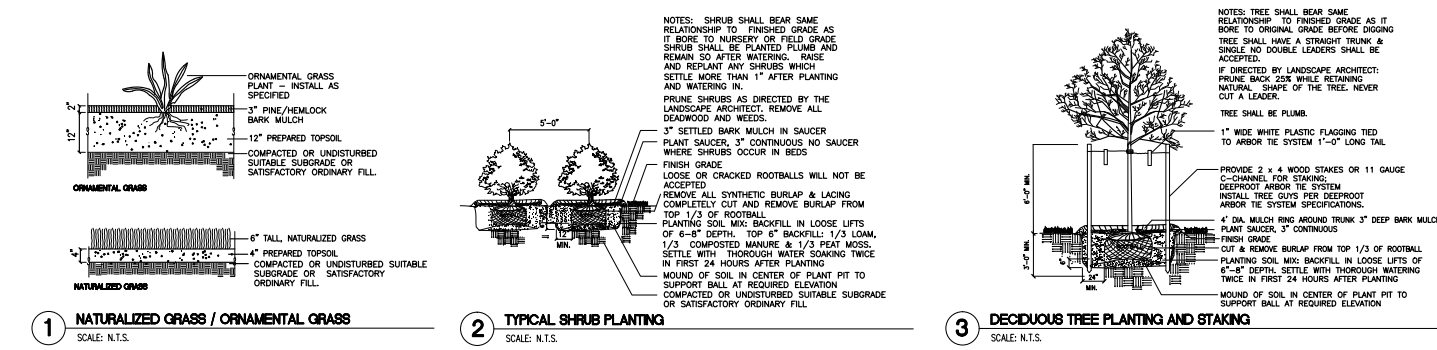 ORNAMENTAL GRASS
PLANT - INSTALL AS
SPECIFIED
2"
3" PINE/HEMLOCK
BARK MULCH
12"
12" PREPARED TOPSOIL
COMPACTED OR UNDISTURBED
SUITABLE SUBGRADE OR
SATISFACTORY ORDINARY FILL.
ORNAMENTAL GRASS
6" TALL, NATURALIZED GRASS
4"
4" PREPARED TOPSOIL
COMPACTED OR UNDISTURBED SUITABLE
SUBGRADE OR SATISFACTORY
ORDINARY FILL.
NATURALIZED GRASS
1
NATURALIZED GRASS / ORNAMENTAL GRASS
SCALE: N.T.S.
NOTES: SHRUB SHALL BEAR SAME
RELATIONSHIP TO FINISHED GRADE AS
IT BORE TO NURSERY OR FIELD GRADE
SHRUB SHALL BE PLANTED PLUMB AND
REMAIN SO AFTER WATERING. RAISE
AND REPLANT ANY SHRUBS WHICH
SETTLE MORE THAN 1" AFTER PLANTING
AND WATERING IN.
PRUNE SHRUBS AS DIRECTED BY THE
LANDSCAPE ARCHITECT. REMOVE ALL
DEADWOOD AND WEEDS.
5'-0"
3" SETTLED BARK MULCH IN SAUCER
PLANT SAUCER, 3" CONTINUOUS NO SAUCER
WHERE SHRUBS OCCUR IN BEDS
FINISH GRADE
LOOSE OR CRACKED ROOTBALLS WILL NOT BE
ACCEPTED
REMOVE ALL SYNTHETIC BURLAP & LACING
COMPLETELY CUT AND REMOVE BURLAP FROM
TOP 1/3 OF ROOTBALL
PLANTING SOIL MIX: BACKFILL IN LOOSE LIFTS
OF 6-8" DEPTH. TOP 6" BACKFILL: 1/3 LOAM,
1/3 COMPOSTED MANURE & 1/3 PEAT MOSS.
SETTLE WITH THOROUGH WATER SOAKING TWICE
IN FIRST 24 HOURS AFTER PLANTING
12"
MIN.
MOUND OF SOIL IN CENTER OF PLANT PIT TO
SUPPORT BALL AT REQUIRED ELEVATION
COMPACTED OR UNDISTURBED SUITABLE SUBGRADE
OR SATISFACTORY ORDINARY FILL
2
TYPICAL SHRUB PLANTING
SCALE: N.T.S.
NOTES: TREE SHALL BEAR SAME
RELATIONSHIP TO FINISHED GRADE AS IT
BORE TO ORIGINAL GRADE BEFORE DIGGING
TREE SHALL HAVE A STRAIGHT TRUNK &
SINGLE NO DOUBLE LEADERS SHALL BE
ACCEPTED.
IF DIRECTED BY LANDSCAPE ARCHITECT:
PRUNE BACK 25% WHILE RETAINING
NATURAL SHAPE OF THE TREE. NEVER
CUT A LEADER.
TREE SHALL BE PLUMB.
1" WIDE WHITE PLASTIC FLAGGING TIED
TO ARBOR TIE SYSTEM 1'-0" LONG TAIL
PROVIDE 2 x 4 WOOD STAKES OR 11 GAUGE
C-CHANNEL FOR STAKING;
DEEPROOT ARBOR TIE SYSTEM
INSTALL TREE GUYS PER DEEPROOT
ARBOR TIE SYSTEM SPECIFICATIONS.
6'-0" MIN.
4' DIA. MULCH RING AROUND TRUNK 3" DEEP BARK MULC
PLANT SAUCER, 3" CONTINUOUS
FINISH GRADE
CUT & REMOVE BURLAP FROM TOP 1/3 OF ROOTBALL
PLANTING SOIL MIX: BACKFILL IN LOOSE LIFTS OF
6"-8" DEPTH. SETTLE WITH THOROUGH WATERING
TWICE IN FIRST 24 HOURS AFTER PLANTING
3'-0" MIN.
6"
24"
MIN.
MOUND OF SOIL IN CENTER OF PLANT PIT TO
SUPPORT BALL AT REQUIRED ELEVATION
3
DECIDUOUS TREE PLANTING AND STAKING
SCALE: N.T.S.